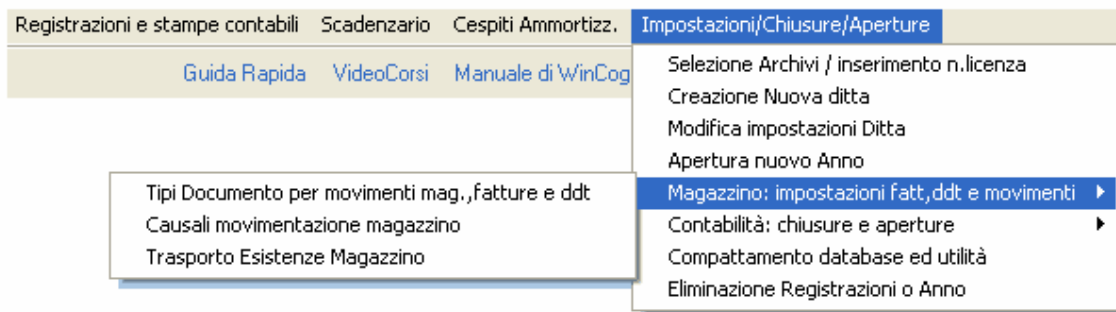 Registrazioni e stampe contabili Scadenzario Cespiti Ammortizz. Impostazioni/Chiusure/Aperture
Guida Rapida VideoCorsi Manuale di WinCog
Selezione Archivi / inserimento n.licenza
Creazione Nuova ditta
Modifica impostazioni Ditta
Apertura nuovo Anno
Magazzino: impostazioni fatt,ddt e movimenti
Contabilità: chiusure e aperture
Compattamento database ed utilità
Eliminazione Registrazioni o Anno
Tipi Documento per movimenti mag.,fatture e ddt
Causali movimentazione magazzino
Trasporto Esistenze Magazzino